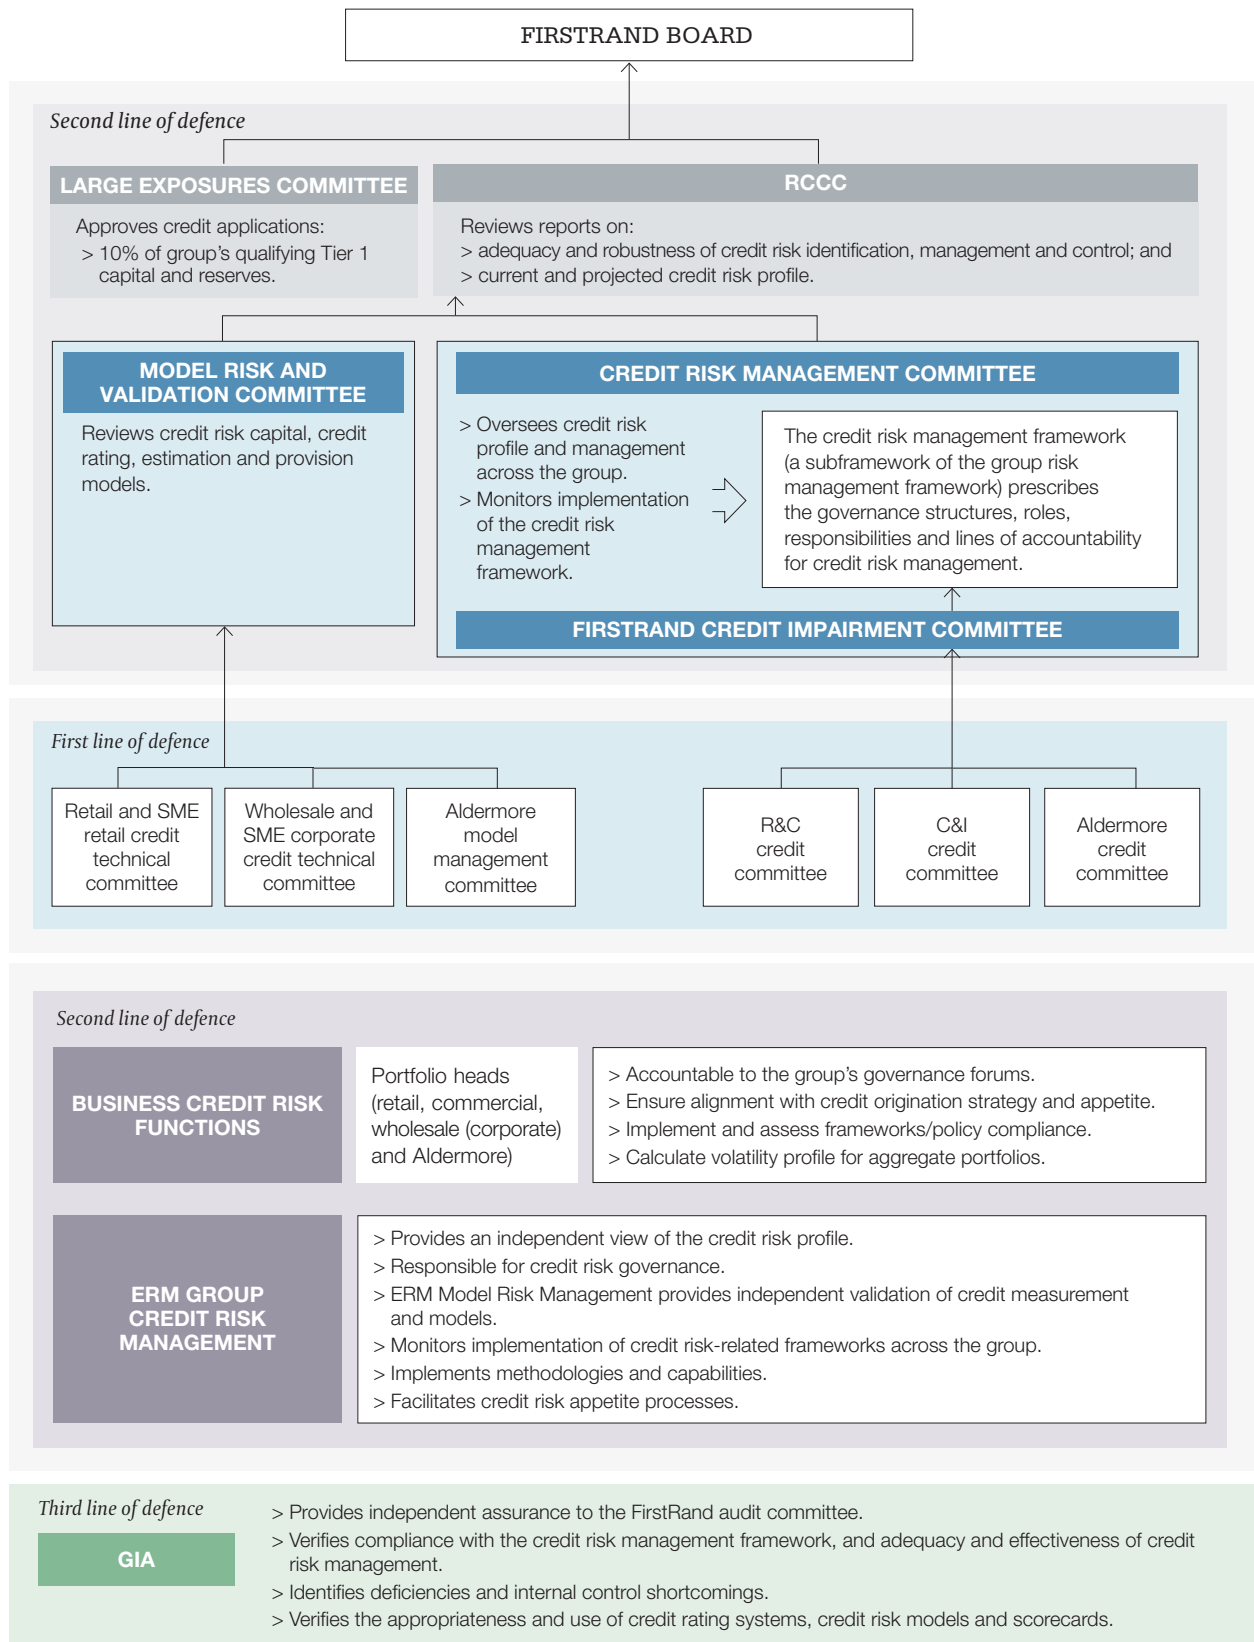 FIRSTRAND BOARD
Second line of defence
LARGE EXPOSURES COMMITTEE
Approves credit applications:
> 10% of group's qualifying Tier 1
capital and reserves.
RCCC
Reviews reports on:
> adequacy and robustness of credit risk identification, management and control; and
> current and projected credit risk profile.
MODEL RISK AND
VALIDATION COMMITTEE
Reviews credit risk capital, credit
rating, estimation and provision
models.
CREDIT RISK MANAGEMENT COMMITTEE
> Oversees credit risk
profile and management
across the group.
> Monitors implementation
of the credit risk
management
framework.
The credit risk management framework
(a subframework of the group risk
management framework) prescribes
the governance structures, roles,
responsibilities and lines of accountability
for credit risk management.
FIRSTRAND CREDIT IMPAIRMENT COMMITTEE
First line of defence
Retail and SME
retail credit
technical
committee
Wholesale and
SME corporate
credit technical
committee
Aldermore
model
management
committee
R&C
credit
committee
C&I
credit
committee
Aldermore
credit
committee
Second line of defence
BUSINESS CREDIT RISK
FUNCTIONS
Portfolio heads
(retail, commercial,
wholesale (corporate)
and Aldermore)
> Accountable to the group's governance forums.
> Ensure alignment with credit origination strategy and appetite.
> Implement and assess frameworks/policy compliance.
> Calculate volatility profile for aggregate portfolios.
ERM GROUP
CREDIT RISK
MANAGEMENT
> Provides an independent view of the credit risk profile.
> Responsible for credit risk governance.
> ERM Model Risk Management provides independent validation of credit measurement
and models.
> Monitors implementation of credit risk-related frameworks across the group.
> Implements methodologies and capabilities.
> Facilitates credit risk appetite processes.
Third line of defence
GIA
> Provides independent assurance to the FirstRand audit committee.
> Verifies compliance with the credit risk management framework, and adequacy and effectiveness of credit
risk management.
> Identifies deficiencies and internal control shortcomings.
> Verifies the appropriateness and use of credit rating systems, credit risk models and scorecards.